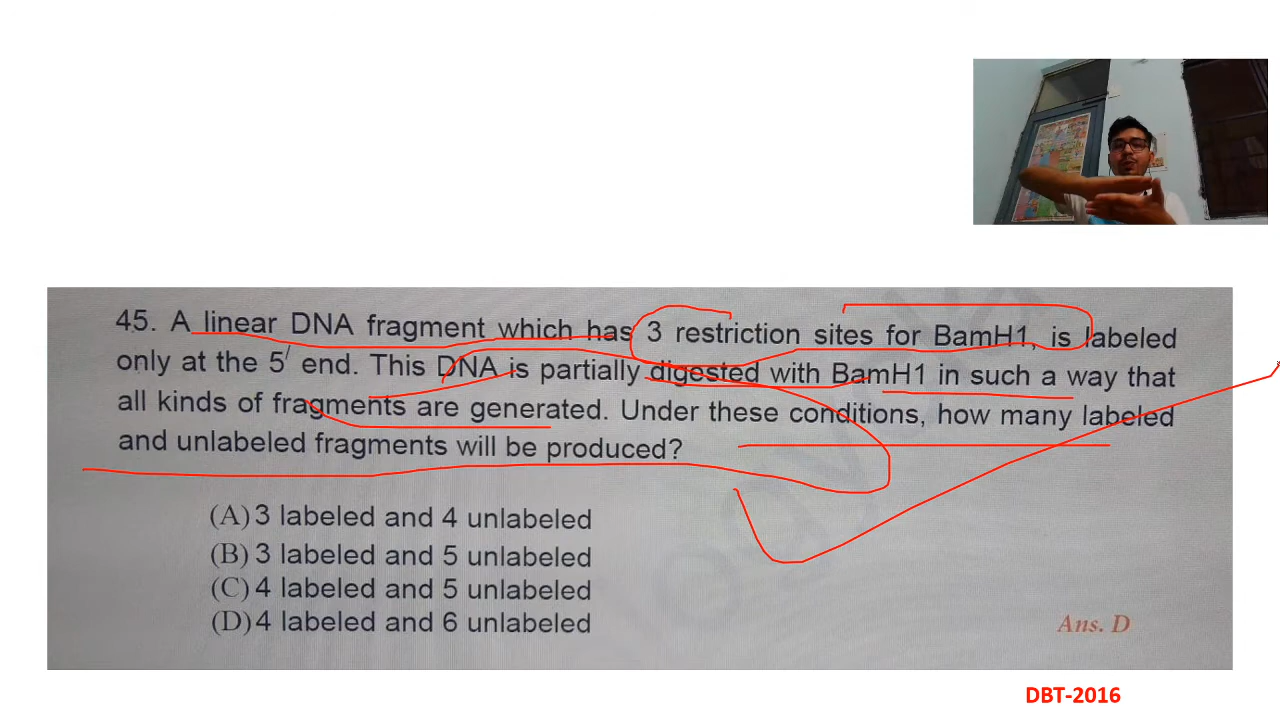 45. A linear DNA fragment which has 3 restriction sites for BamH1, is labeled
only at the 5' end. This DNA is partially digested with BamH1 in such a way that
all kinds of fragments are generated. Under these conditions, how many labeled
and unlabeled fragments will be produced?
(A) 3 labeled and 4 unlabeled
(B) 3 labeled and 5 unlabeled
(C) 4 labeled and 5 unlabeled
(D) 4 labeled and 6 unlabeled
Ans. D
DBT-2016